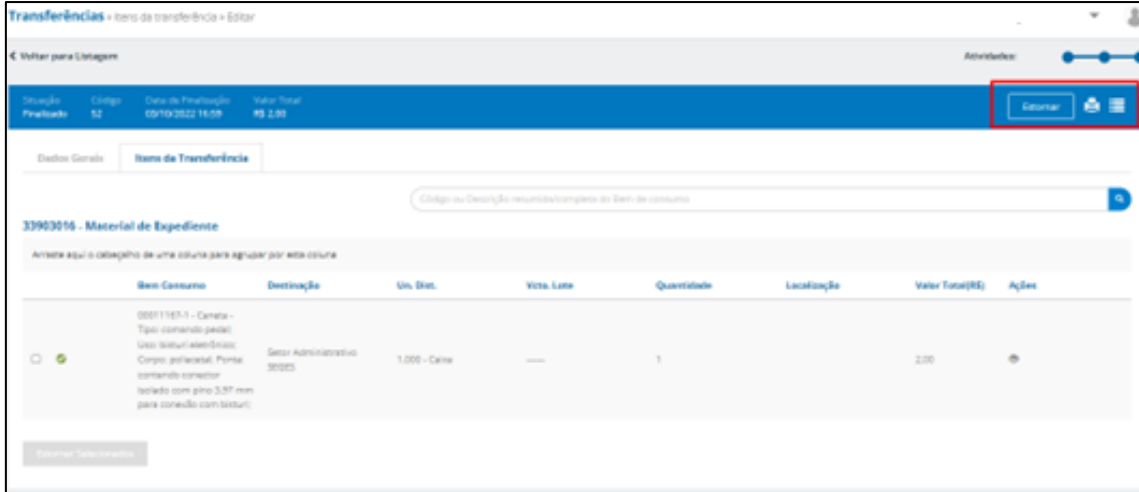 Transferências » Itens da transferência » Editar
Voltar para Listagem
Atividades:
Situação Código Data de Finalização Valor Total
Finalizado 52 03/10/2022 16:59 R$ 2,00
Estornar
Dados Gerais Itens da Transferência
Código ou Descrição resumida/completa do Bem de consumo
33903016 - Material de Expediente
Arraste aqui o cabeçalho de uma coluna para agrupar por esta coluna
Bem Consumo Destinação Un. Dist. Vcto. Lote Quantidade Localização Valor Total(R$) Ações
00011167-1 - Caneta -
Tipo: comando pedal;
Uso: bisturi eletrônico;
Corpo: poliacetal; Ponta:
contendo conector
isolado com pino 3,97 mm
para conexão com bisturi;
Setor Administrativo
1,000 - Caixa
------
1
2,00
Estornar Selecionados